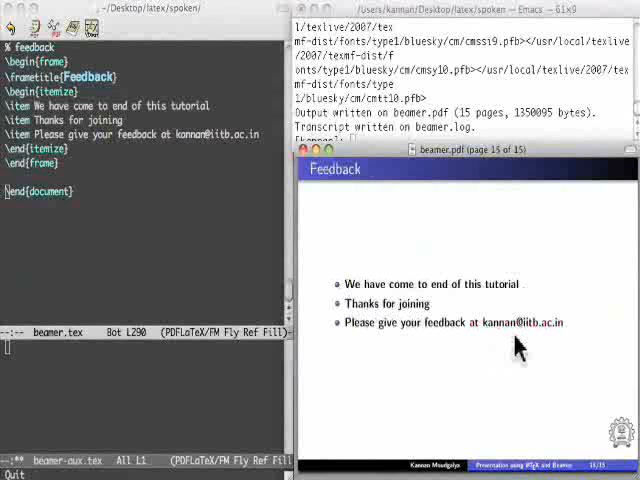 ~/Desktop/latex/spoken/
% feedback
\begin{frame}
\frametitle{Feedback}
\begin{itemize}
\item We have come to end of this tutorial
\item Thanks for joining
\item Please give your feedback at kannan@iitb.ac.in
\end{itemize}
\end{frame}
\end{document}
--:-- beamer.tex Bot L290 (PDFLaTeX/FM Fly Ref Fill)
--:** beamer-aux.tex All L1 (PDFLaTeX/FM Fly Ref Fill)
Quit
/Users/kannan/Desktop/latex/spoken — Emacs — 61×9
l/texlive/2007/tex
mf-dist/fonts/type1/bluesky/cm/cmssi9.pfb></usr/local/texlive
/2007/texmf-dist/f
onts/type1/bluesky/cm/cmsy10.pfb></usr/local/texlive/2007/tex
mf-dist/fonts/type
1/bluesky/cm/cmtt10.pfb>
Output written on beamer.pdf (15 pages, 1350095 bytes).
Transcript written on beamer.log.
beamer.pdf (page 15 of 15)
Feedback
We have come to end of this tutorial
Thanks for joining
Please give your feedback at kannan@iitb.ac.in
Kannan Moudgalya Presentation using LATEX and Beamer 15/15